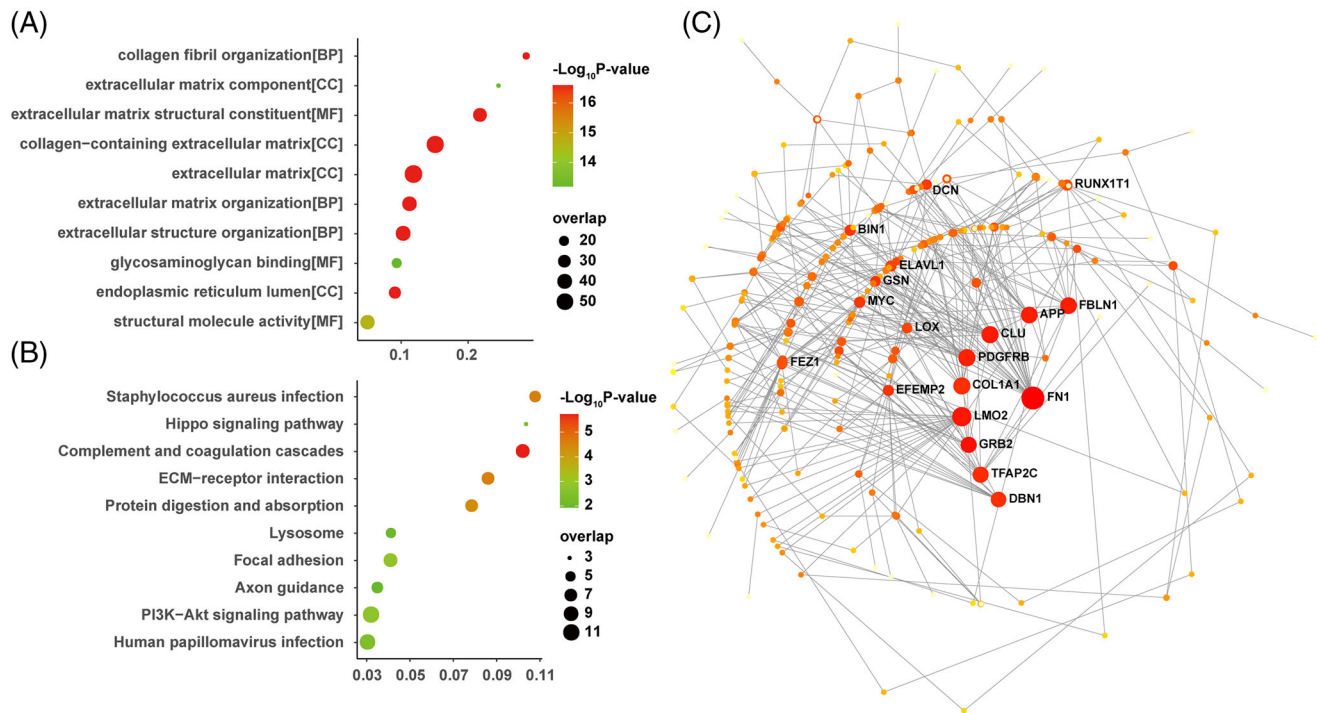 (A)
collagen fibril organization[BP]
extracellular matrix component[CC]
extracellular matrix structural constituent[MF]
collagen−containing extracellular matrix[CC]
extracellular matrix[CC]
extracellular matrix organization[BP]
extracellular structure organization[BP]
glycosaminoglycan binding[MF]
endoplasmic reticulum lumen[CC]
structural molecule activity[MF]
0.1 0.2
-Log10P-value
16
15
14
overlap
20
30
40
50
(B)
Staphylococcus aureus infection
Hippo signaling pathway
Complement and coagulation cascades
ECM−receptor interaction
Protein digestion and absorption
Lysosome
Focal adhesion
Axon guidance
PI3K−Akt signaling pathway
Human papillomavirus infection
0.03 0.05 0.07 0.09 0.11
-Log10P-value
5
4
3
2
overlap
3
5
7
9
11
(C)
RUNX1T1
DCN
BIN1
ELAVL1
GSN
MYC
FBLN1
APP
LOX
CLU
PDGFRB
FEZ1
COL1A1
EFEMP2
FN1
LMO2
GRB2
TFAP2C
DBN1